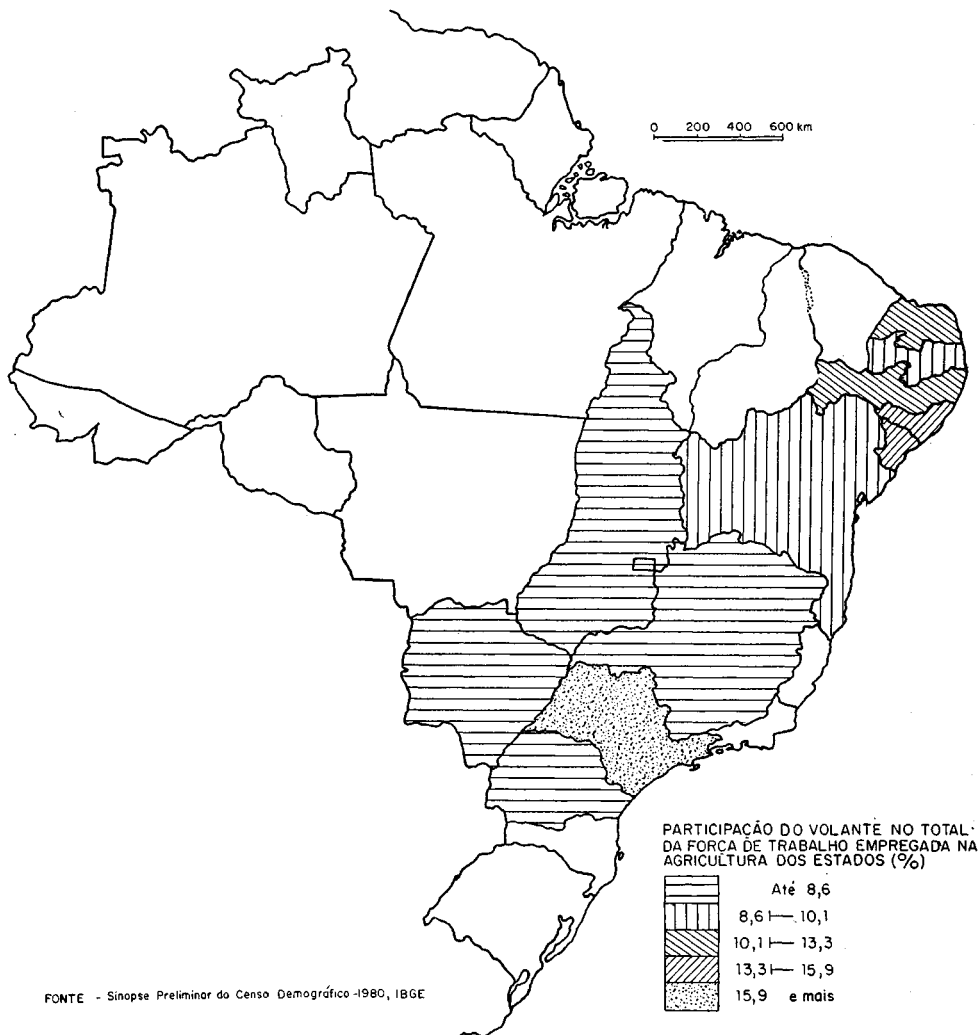 0 200 400 600 km
PARTICIPAÇÃO DO VOLANTE NO TOTAL
DA FORÇA DE TRABALHO EMPREGADA NA
AGRICULTURA DOS ESTADOS (%)
Até 8,6
8,6 ⊢ 10,1
10,1 ⊢ 13,3
13,3 ⊢ 15,9
15,9 e mais
FONTE - Sinopse Preliminar do Censo Demográfico -1980, IBGE